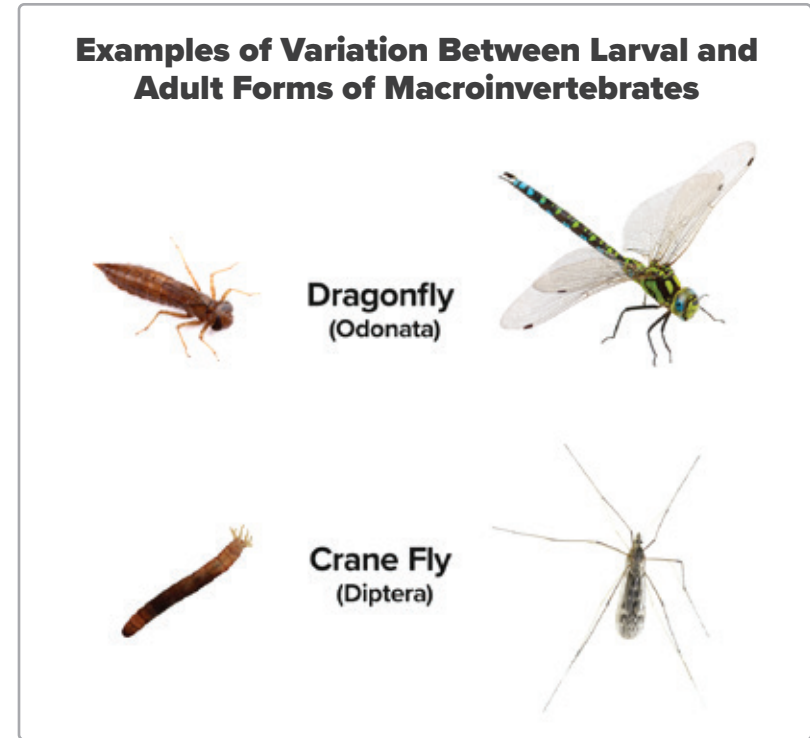 Examples of Variation Between Larval and
Adult Forms of Macroinvertebrates
Dragonfly
(Odonata)
Crane Fly
(Diptera)